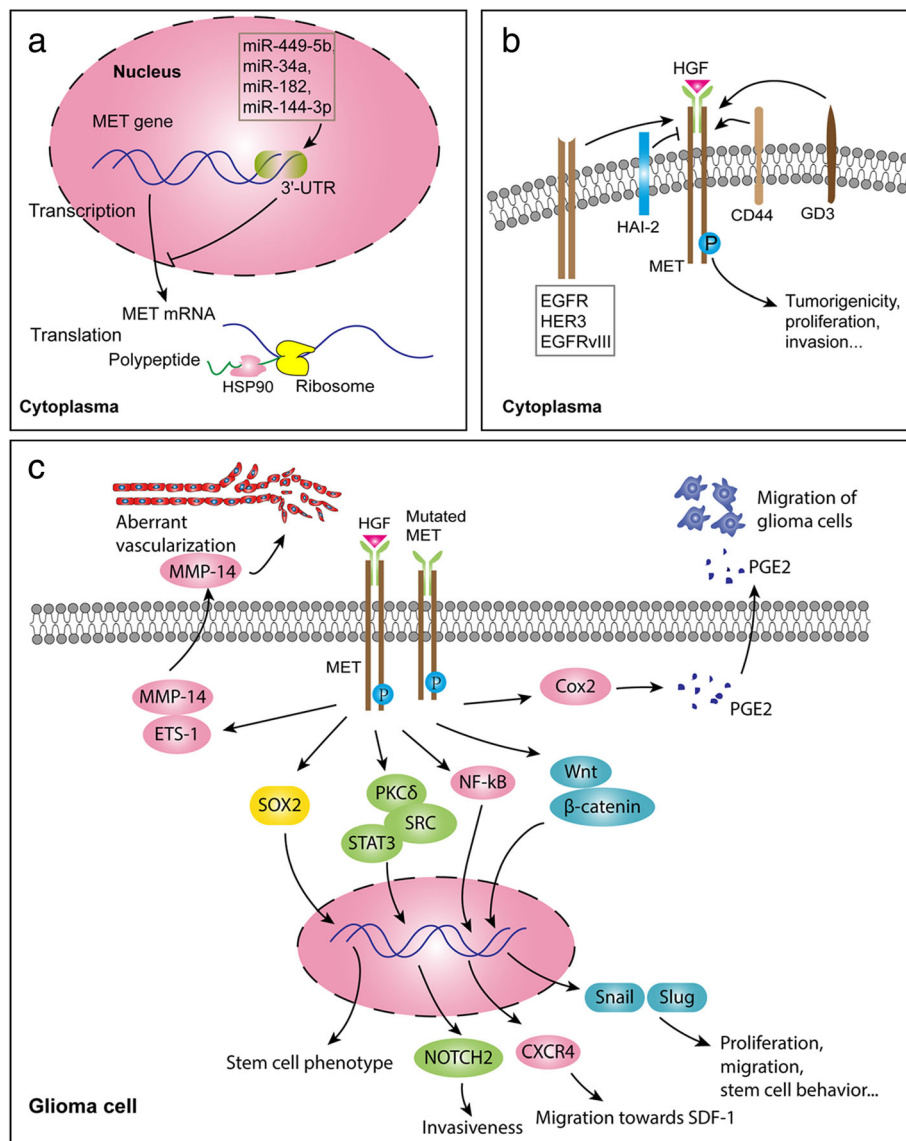 a
Nucleus
miR-449-5b,
miR-34a,
miR-182,
miR-144-3p
MET gene
3'-UTR
Transcription
MET mRNA
Translation
Polypeptide
HSP90
Ribosome
Cytoplasma
b
HGF
HAI-2
CD44
GD3
MET
P
EGFR
HER3
EGFRvIII
Tumorigenicity,
proliferation,
invasion...
Cytoplasma
c
Aberrant
vascularization
MMP-14
HGF
Mutated
MET
Migration of
glioma cells
PGE2
MET
P
P
MMP-14
ETS-1
Cox2
PGE2
SOX2
PKCδ
SRC
STAT3
NF-kB
Wnt
β-catenin
Snail
Slug
Stem cell phenotype
NOTCH2
CXCR4
Proliferation,
migration,
stem cell behavior...
Invasiveness
Migration towards SDF-1
Glioma cell